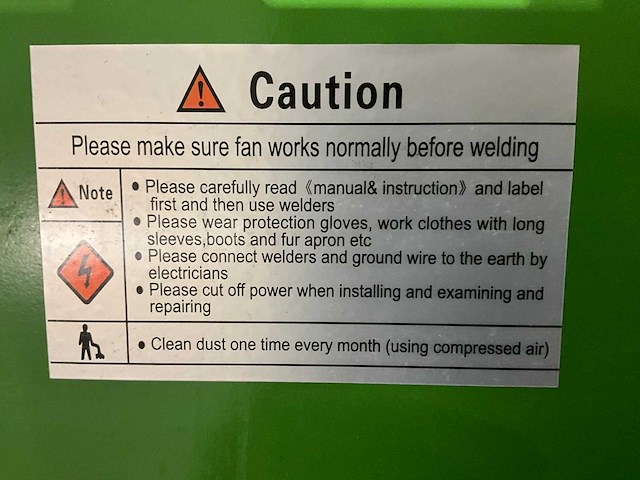 Caution
Please make sure fan works normally before welding
Note
• Please carefully read 《manual& instruction》 and label
first and then use welders
• Please wear protection gloves, work clothes with long
sleeves,boots and fur apron etc
• Please connect welders and ground wire to the earth by
electricians
• Please cut off power when installing and examining and
repairing
• Clean dust one time every month (using compressed air)